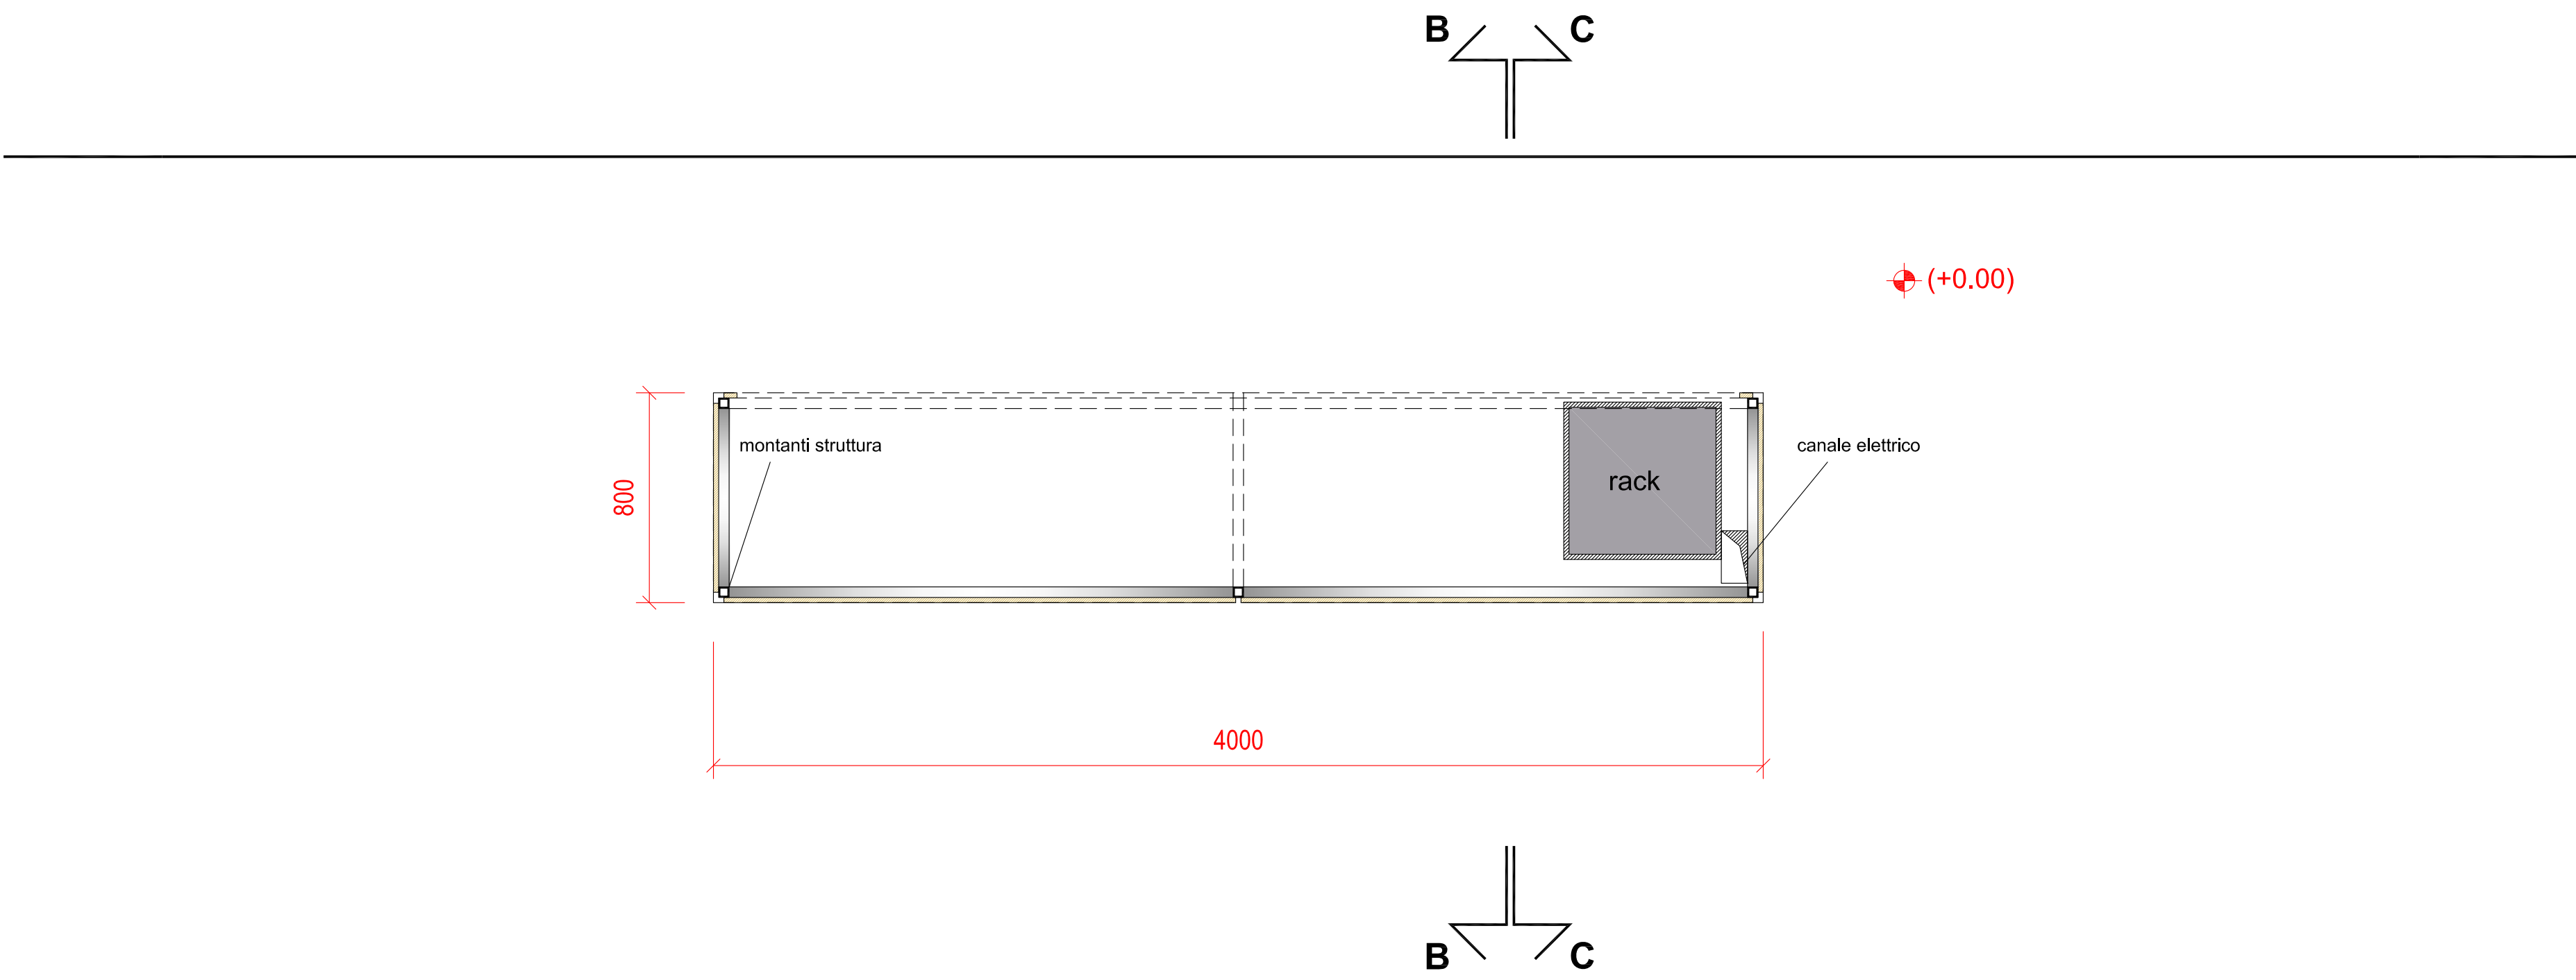 B C
(+0.00)
montanti struttura
canale elettrico
800
rack
4000
B C